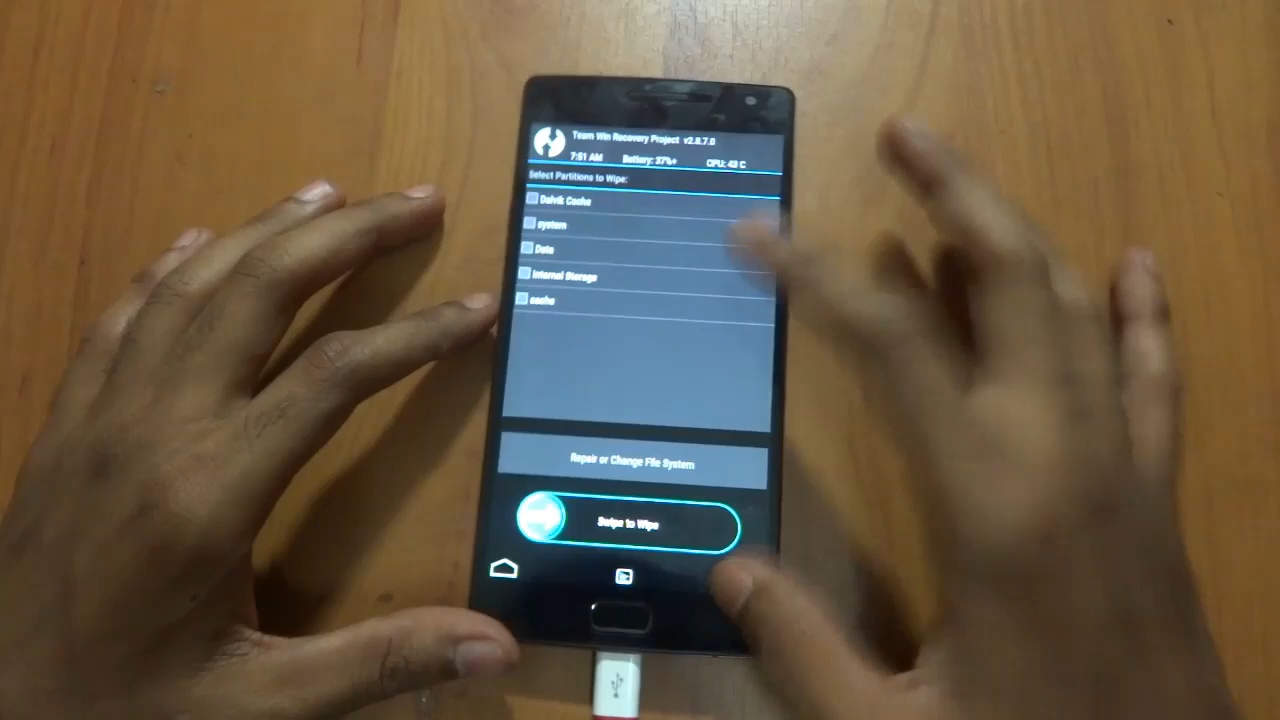 Team Win Recovery Project v2.8.7.0
7:51 AM Battery: 37%+ CPU: 43 C
Select Partitions to Wipe:
Dalvik Cache
system
Data
Internal Storage
cache
Repair or Change File System
Swipe to Wipe